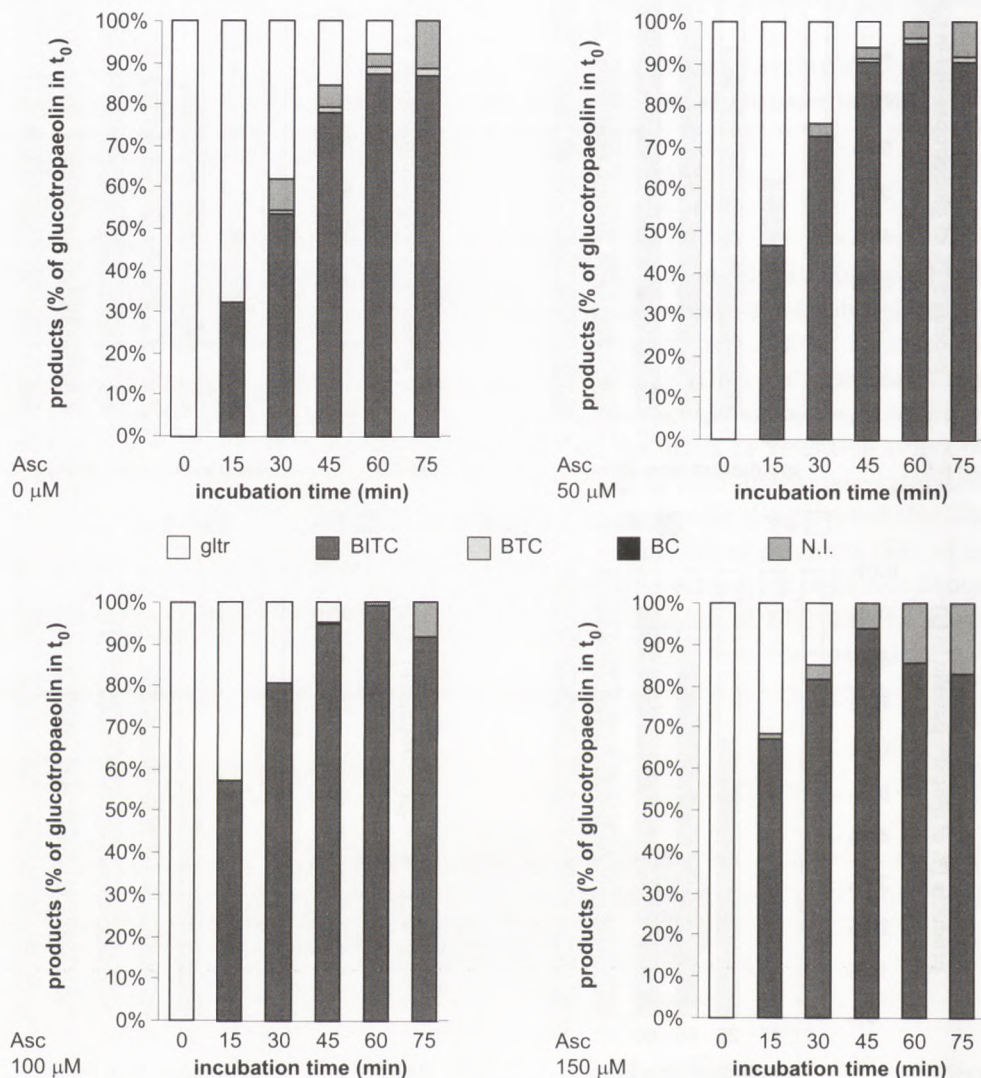 products (% of glucotropaeolin in t0)
100%
90%
80%
70%
60%
50%
40%
30%
20%
10%
0%
Asc
0 µM
0 15 30 45 60 75
incubation time (min)
products (% of glucotropaeolin in t0)
100%
90%
80%
70%
60%
50%
40%
30%
20%
10%
0%
Asc
50 µM
0 15 30 45 60 75
incubation time (min)
gltr BITC BTC BC N.I.
products (% of glucotropaeolin in t0)
100%
90%
80%
70%
60%
50%
40%
30%
20%
10%
0%
Asc
100 µM
0 15 30 45 60 75
incubation time (min)
products (% of glucotropaeolin in t0)
100%
90%
80%
70%
60%
50%
40%
30%
20%
10%
0%
Asc
150 µM
0 15 30 45 60 75
incubation time (min)